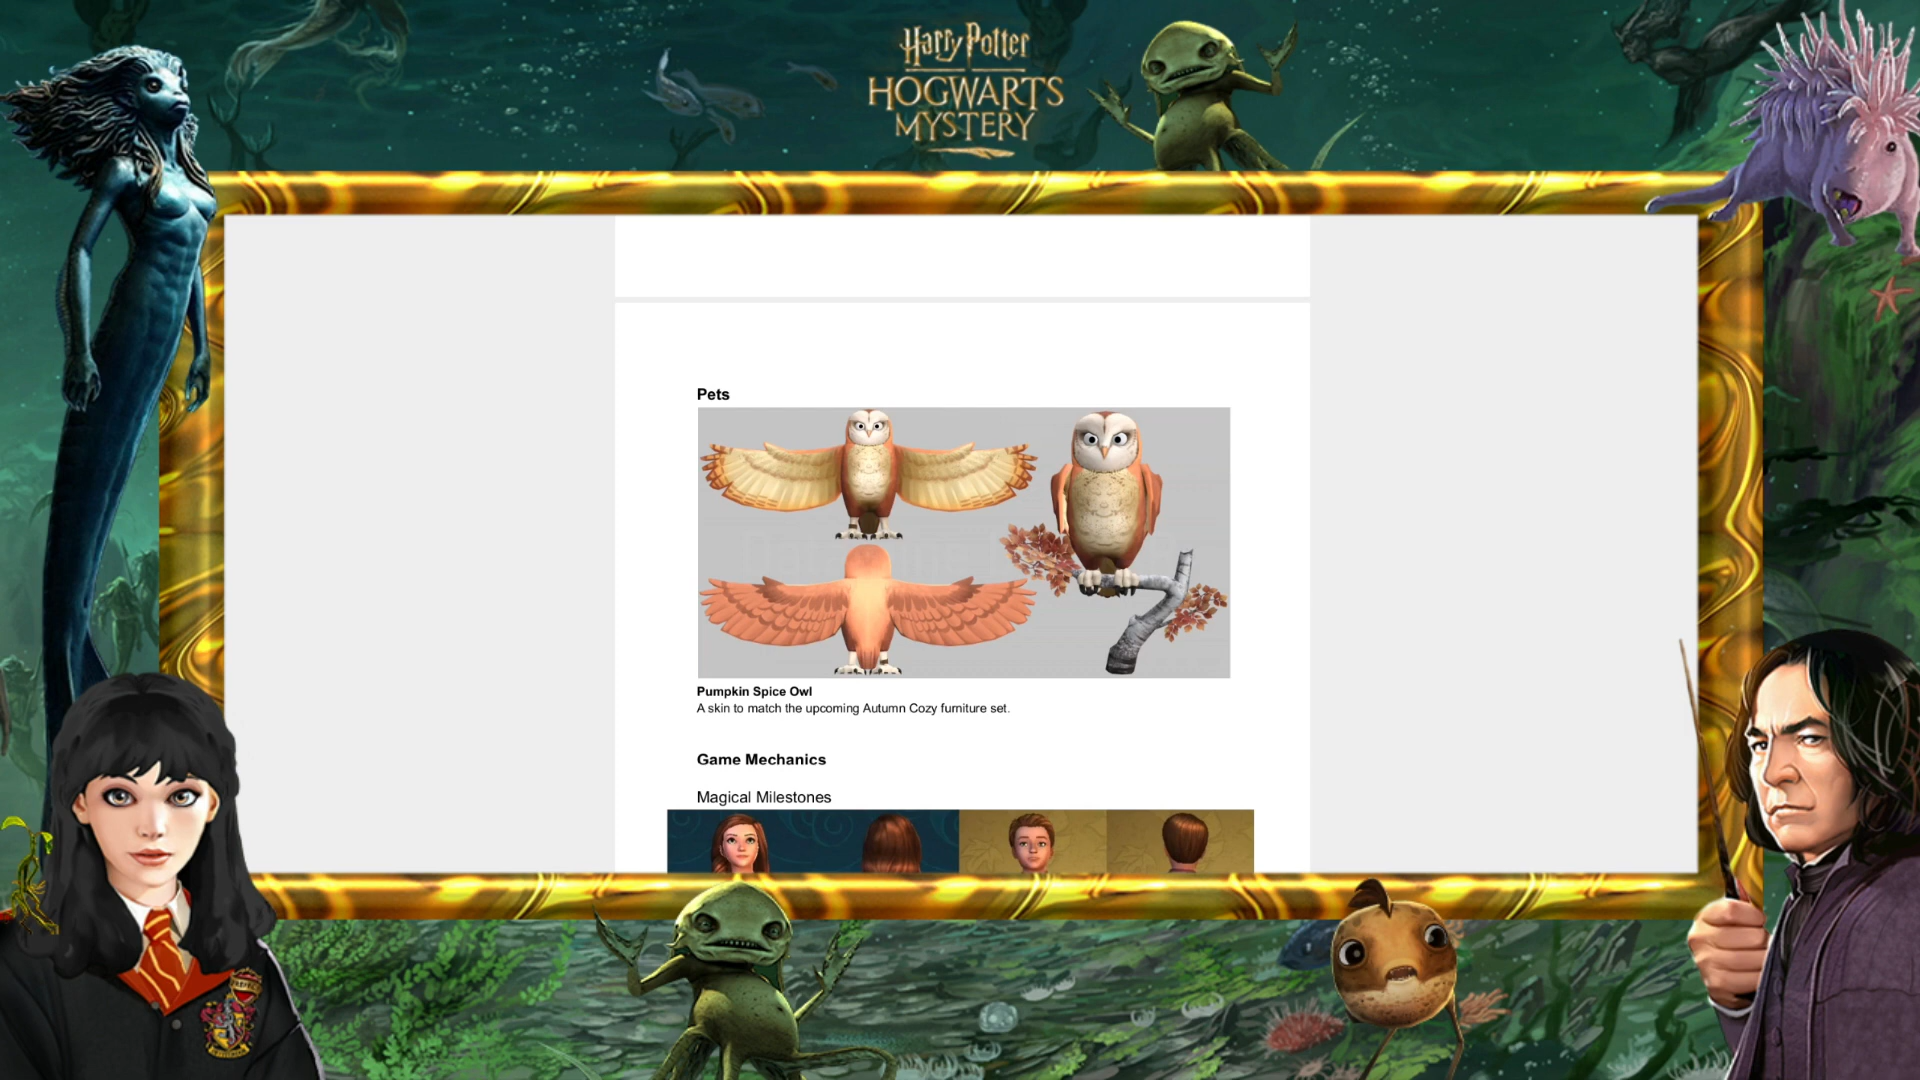 Harry Potter
HOGWARTS
MYSTERY
Pets
Pumpkin Spice Owl
A skin to match the upcoming Autumn Cozy furniture set.
Game Mechanics
Magical Milestones